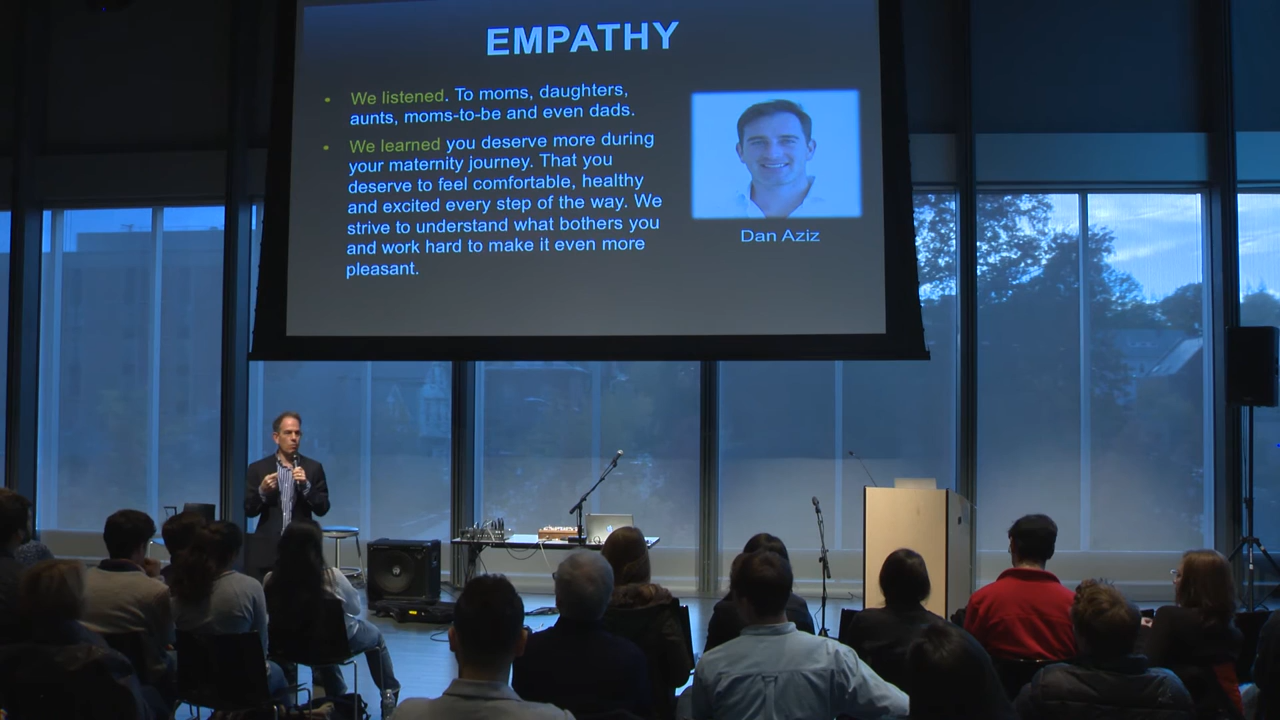 EMPATHY
• We listened. To moms, daughters,
aunts, moms-to-be and even dads.
• We learned you deserve more during
your maternity journey. That you
deserve to feel comfortable, healthy
and excited every step of the way. We
strive to understand what bothers you
and work hard to make it even more
pleasant.
Dan Aziz